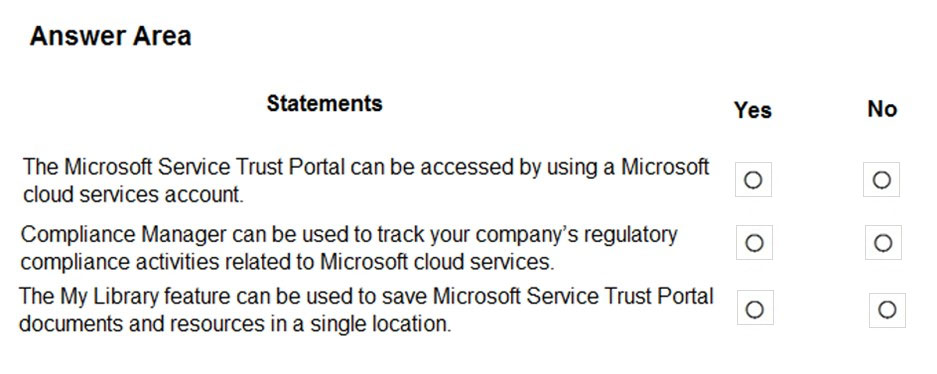 Answer Area
Statements Yes No
The Microsoft Service Trust Portal can be accessed by using a Microsoft
cloud services account.
Compliance Manager can be used to track your company's regulatory
compliance activities related to Microsoft cloud services.
The My Library feature can be used to save Microsoft Service Trust Portal
documents and resources in a single location.